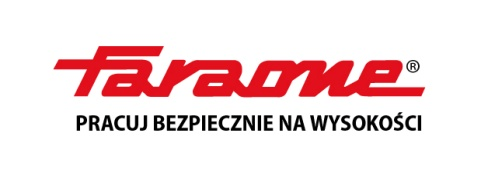 Faraone®
PRACUJ BEZPIECZNIE NA WYSOKOŚCI